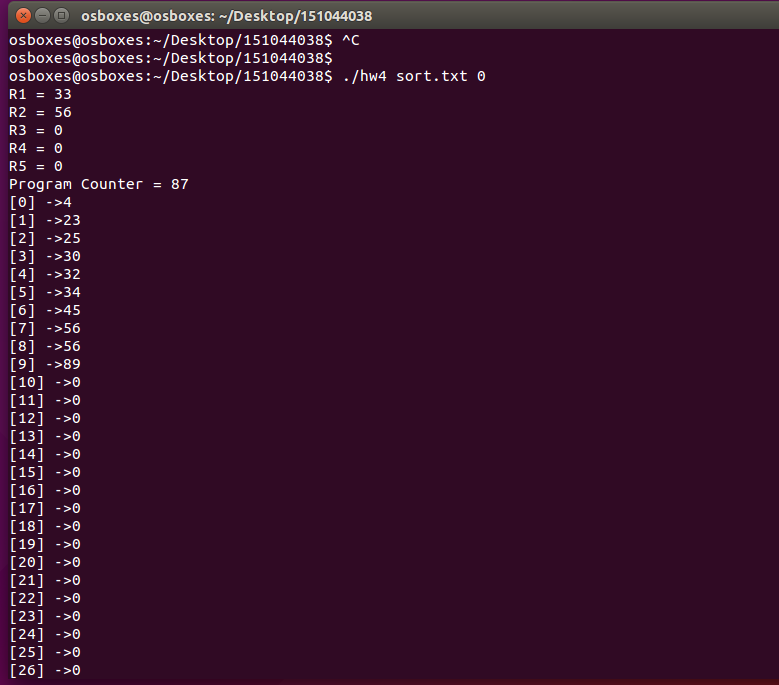 osboxes@osboxes: ~/Desktop/151044038
osboxes@osboxes:~/Desktop/151044038$ ^C
osboxes@osboxes:~/Desktop/151044038$
osboxes@osboxes:~/Desktop/151044038$ ./hw4 sort.txt 0
R1 = 33
R2 = 56
R3 = 0
R4 = 0
R5 = 0
Program Counter = 87
[0] ->4
[1] ->23
[2] ->25
[3] ->30
[4] ->32
[5] ->34
[6] ->45
[7] ->56
[8] ->56
[9] ->89
[10] ->0
[11] ->0
[12] ->0
[13] ->0
[14] ->0
[15] ->0
[16] ->0
[17] ->0
[18] ->0
[19] ->0
[20] ->0
[21] ->0
[22] ->0
[23] ->0
[24] ->0
[25] ->0
[26] ->0